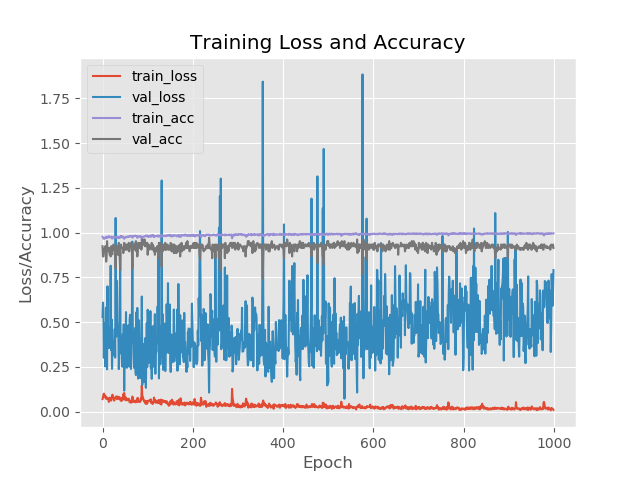 Training Loss and Accuracy
train_loss
val_loss
train_acc
val_acc
Loss/Accuracy
1.75
1.50
1.25
1.00
0.75
0.50
0.25
0.00
0 200 400 600 800 1000
Epoch